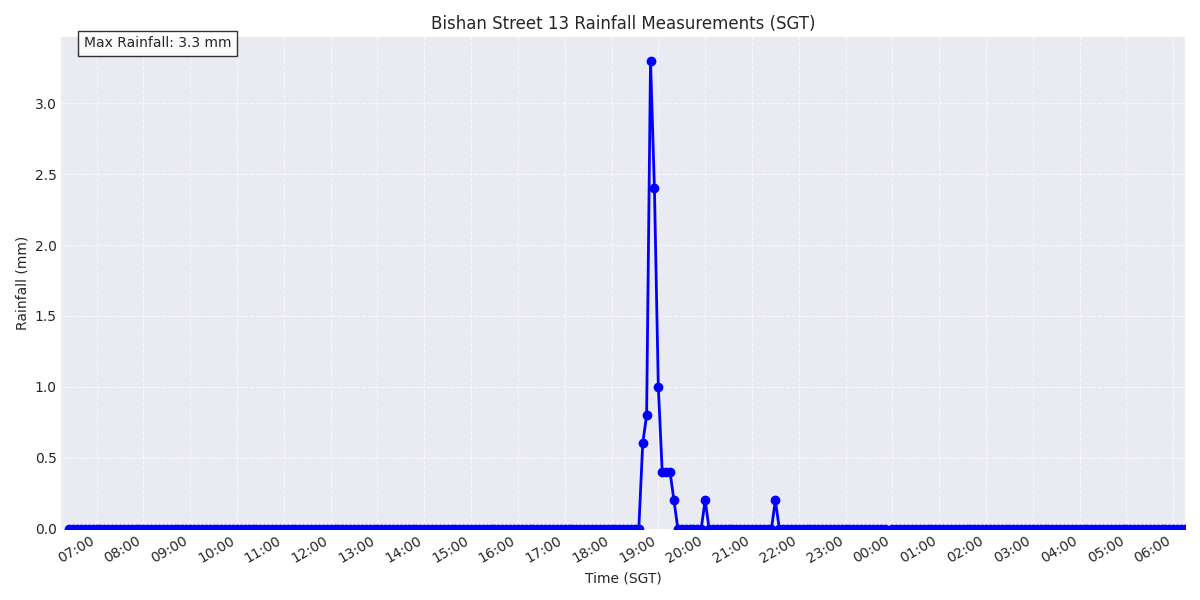 Bishan Street 13 Rainfall Measurements (SGT)
Max Rainfall: 3.3 mm
3.0
2.5
2.0
1.5
1.0
0.5
0.0
Rainfall (mm)
07:00 08:00 09:00 10:00 11:00 12:00 13:00 14:00 15:00 16:00 17:00 18:00 19:00 20:00 21:00 22:00 23:00 00:00 01:00 02:00 03:00 04:00 05:00 06:00
Time (SGT)